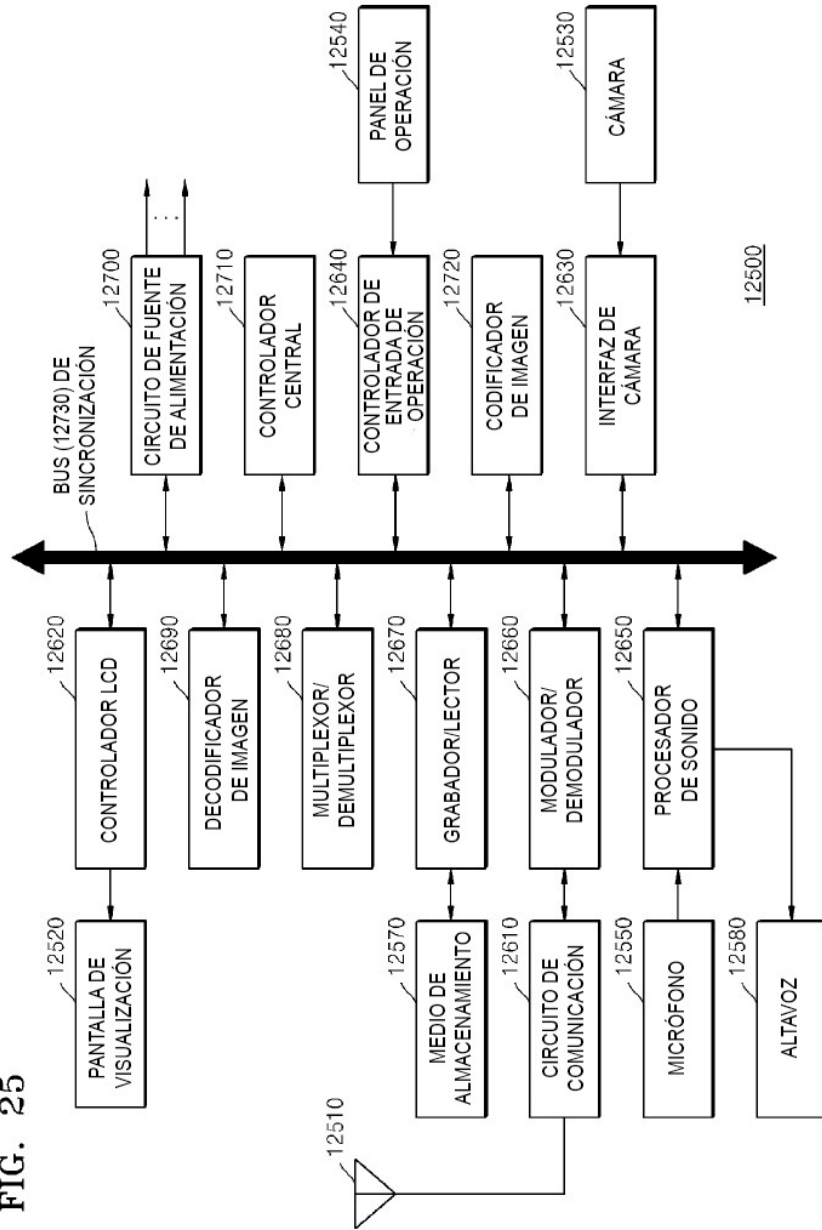 FIG. 25
12510
12520
PANTALLA DE
VISUALIZACIÓN
12570
MEDIO DE
ALMACENAMIENTO
12610
CIRCUITO DE
COMUNICACIÓN
12550
MICRÓFONO
12580
ALTAVOZ
12620
CONTROLADOR LCD
12690
DECODIFICADOR
DE IMAGEN
12680
MULTIPLEXOR/
DEMULTIPLEXOR
12670
GRABADOR/LECTOR
12660
MODULADOR/
DEMODULADOR
12650
PROCESADOR
DE SONIDO
BUS (12730) DE
SINCRONIZACIÓN
12700
CIRCUITO DE FUENTE
DE ALIMENTACIÓN
...
12710
CONTROLADOR
CENTRAL
12640
CONTROLADOR DE
ENTRADA DE
OPERACIÓN
12720
CODIFICADOR
DE IMAGEN
12630
INTERFAZ DE
CÁMARA
12540
PANEL DE
OPERACIÓN
12530
CÁMARA
12500